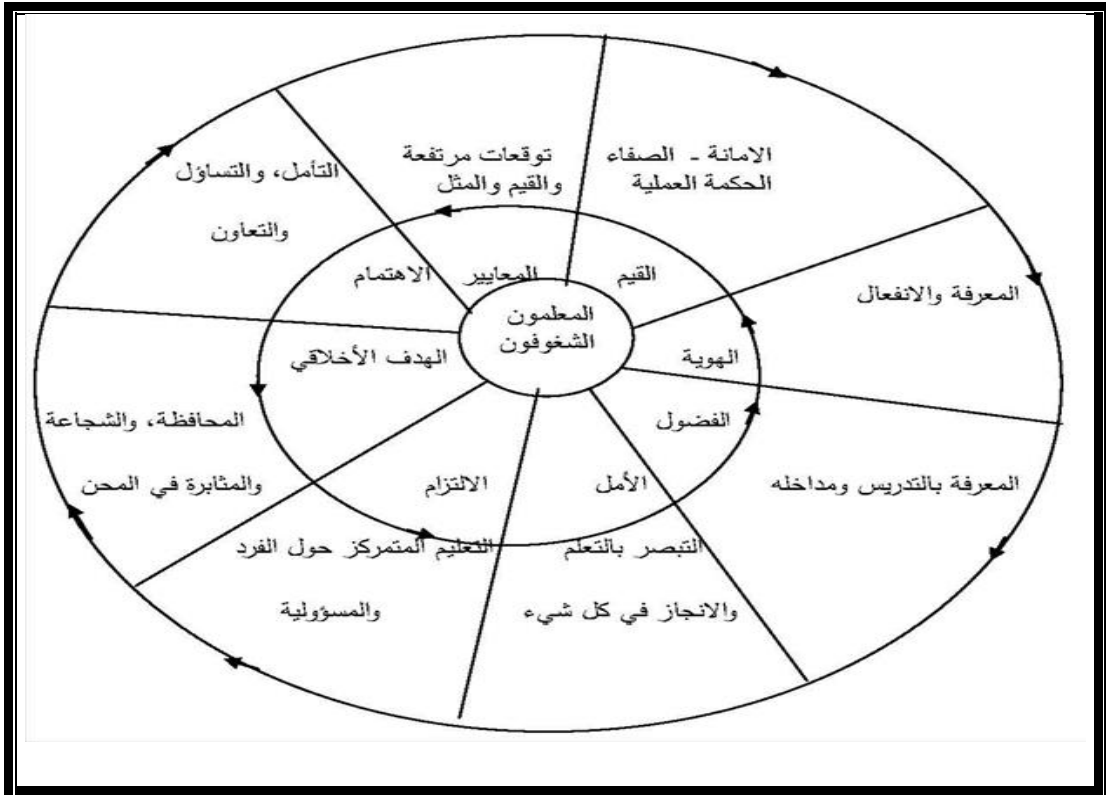 الامانة - الصفاء
الحكمة العملية
توقعات مرتفعة
والقيم والمثل
التأمل، والتساؤل
والتعاون
القيم
المعايير
الاهتمام
المعرفة والانفعال
المعلمون
الشغوفون
الهوية
الهدف الأخلاقي
الفضول
المحافظة، والشجاعة
والمثابرة في المحن
المعرفة بالتدريس ومداخله
الأمل
الالتزام
التبصر بالتعلم
والانجاز في كل شيء
التعليم المتمركز حول الفرد
والمسؤولية